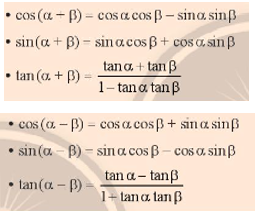 • cos(α + β) = cos α cos β − sin α sin β
• sin(α + β) = sin α cos β + cos α sin β
• tan(α + β) = (tan α + tan β) / (1 − tan α tan β)
• cos(α − β) = cos α cos β + sin α sin β
• sin(α − β) = sin α cos β − cos α sin β
• tan(α − β) = (tan α − tan β) / (1 + tan α tan β)